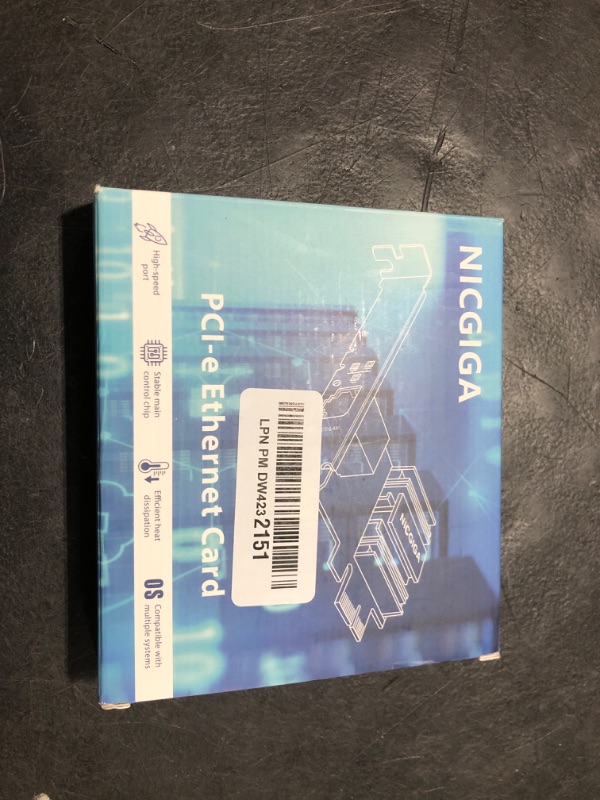 NICGIGA
NICGIGA
PCI-e Ethernet Card
LPN PM DW423 2151
High-speed
port
Stable main
control chip
Efficient heat
dissipation
OS
Compatible with
multiple systems